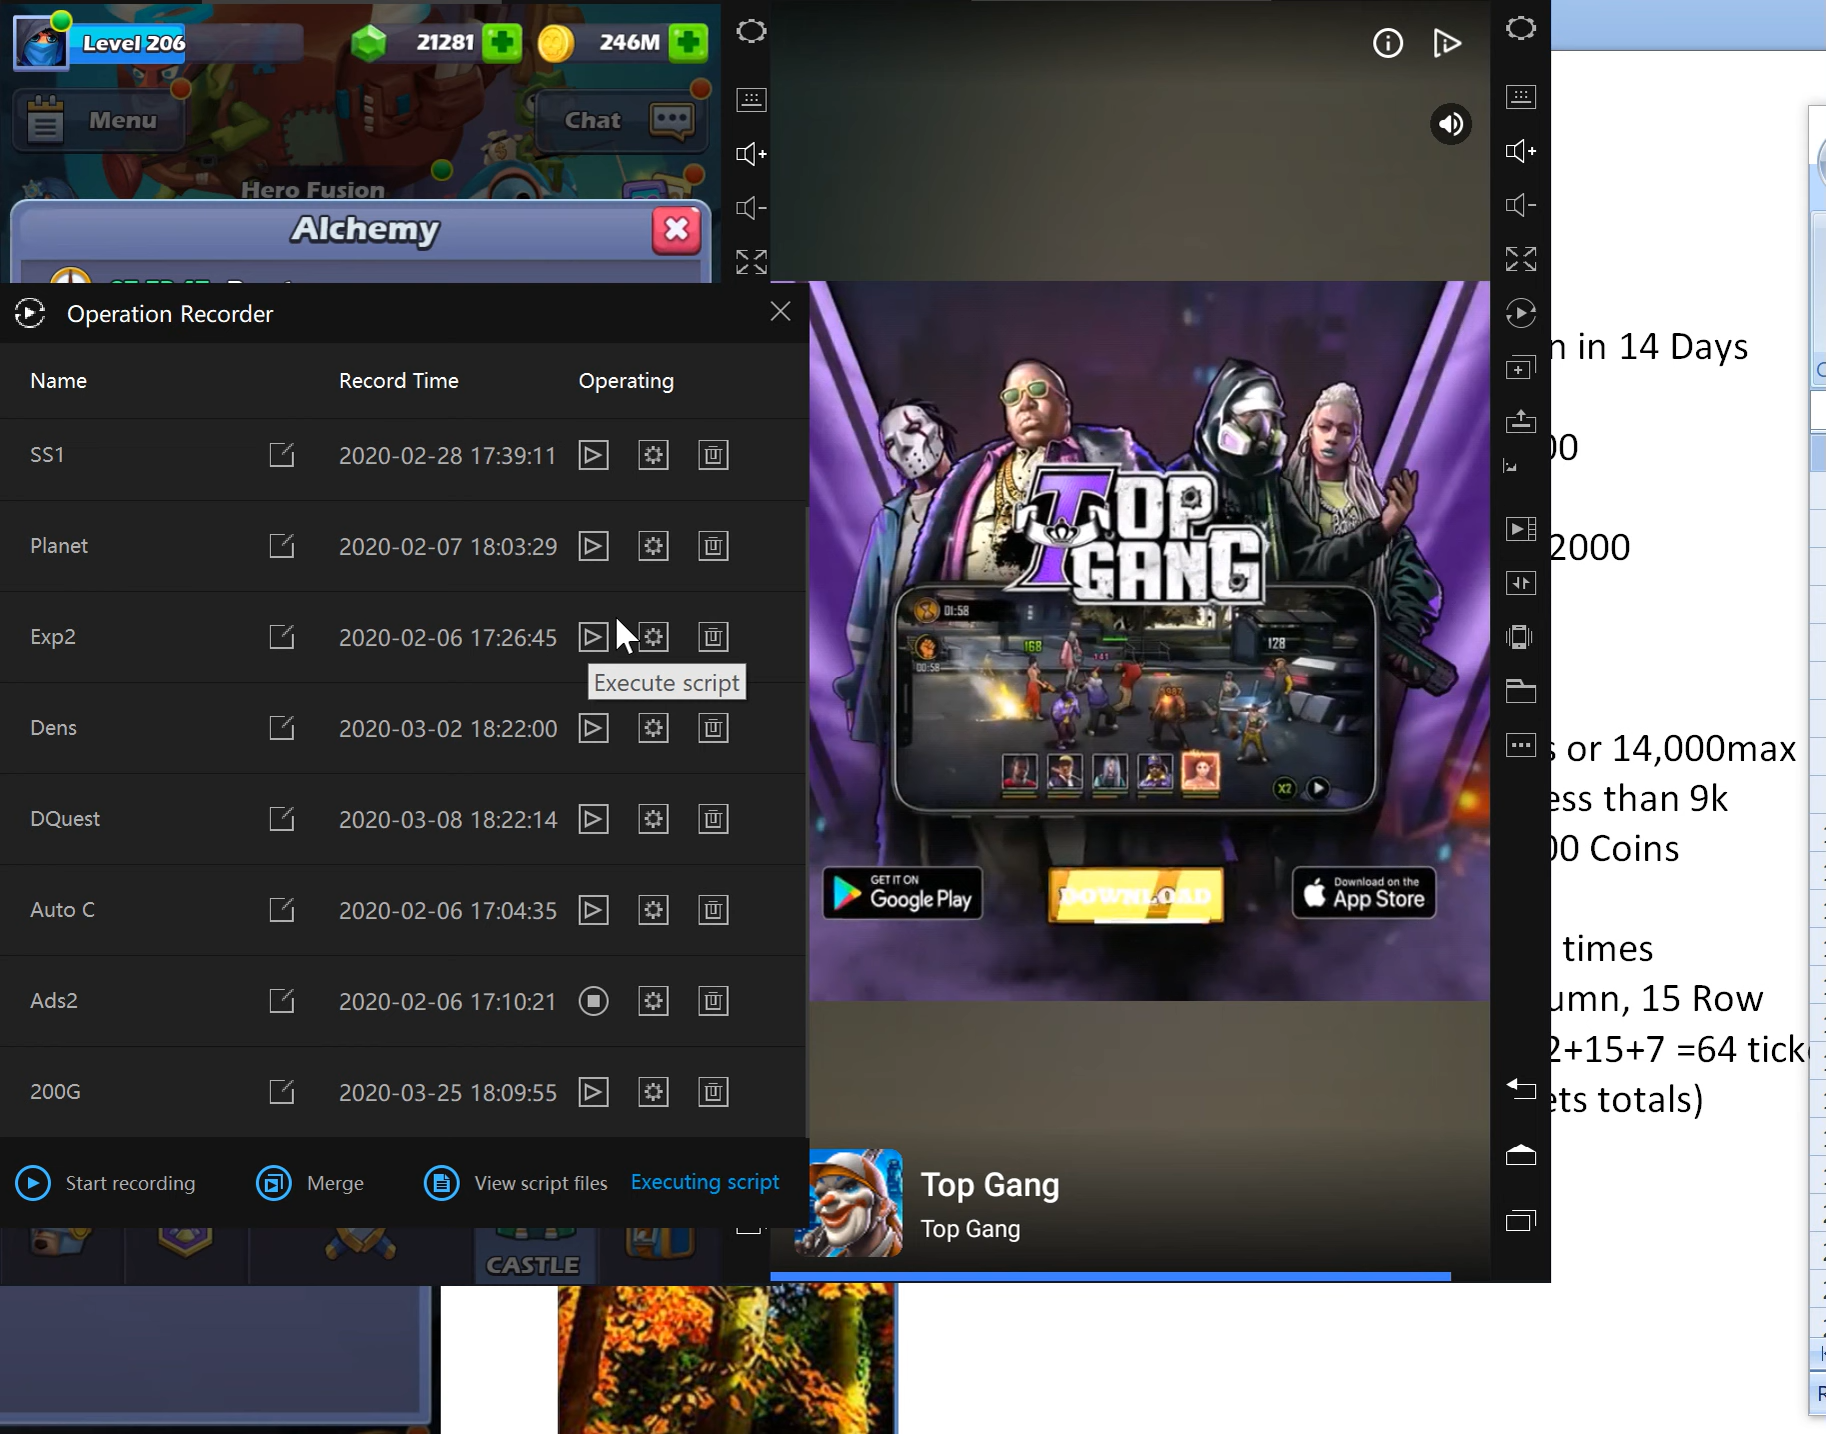 Level 206
21281
246M
Menu
Chat
Hero Fusion
Alchemy
Operation Recorder
Name
Record Time
Operating
SS1
2020-02-28 17:39:11
Planet
2020-02-07 18:03:29
Exp2
2020-02-06 17:26:45
Execute script
Dens
2020-03-02 18:22:00
DQuest
2020-03-08 18:22:14
Auto C
2020-02-06 17:04:35
Ads2
2020-02-06 17:10:21
200G
2020-03-25 18:09:55
Start recording
Merge
View script files
Executing script
CASTLE
TOP
GANG
01:58
00:58
168
141
128
X2
GET IT ON
Google Play
DOWNLOAD
Download on the
App Store
Top Gang
Top Gang
n in 14 Days
00
2000
s or 14,000max
ess than 9k
00 Coins
times
umn, 15 Row
2+15+7 =64 ticke
ets totals)